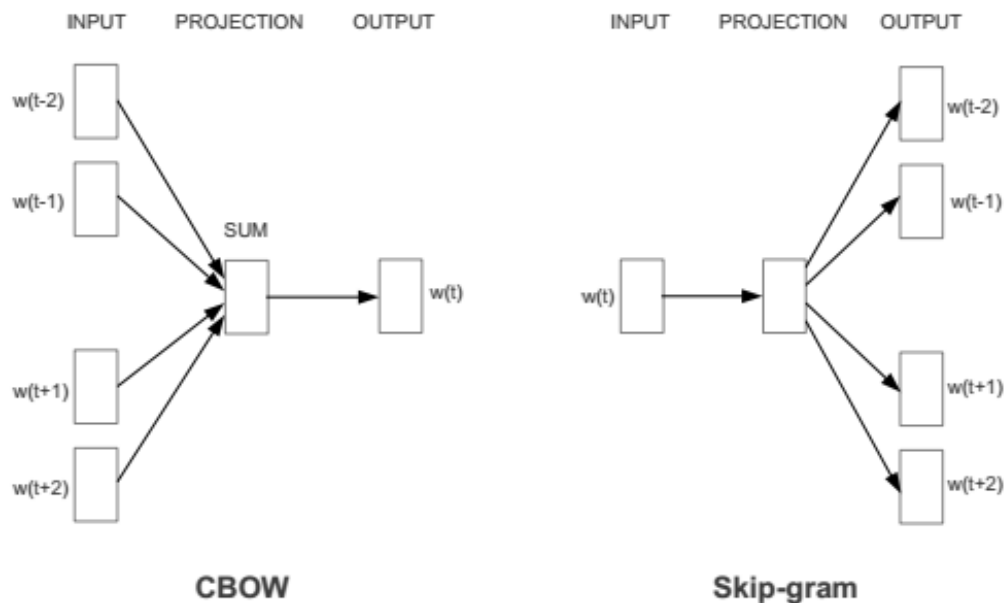 INPUT PROJECTION OUTPUT
w(t-2)
w(t-1)
SUM
w(t)
w(t+1)
w(t+2)
CBOW
INPUT PROJECTION OUTPUT
w(t-2)
w(t-1)
w(t)
w(t+1)
w(t+2)
Skip-gram